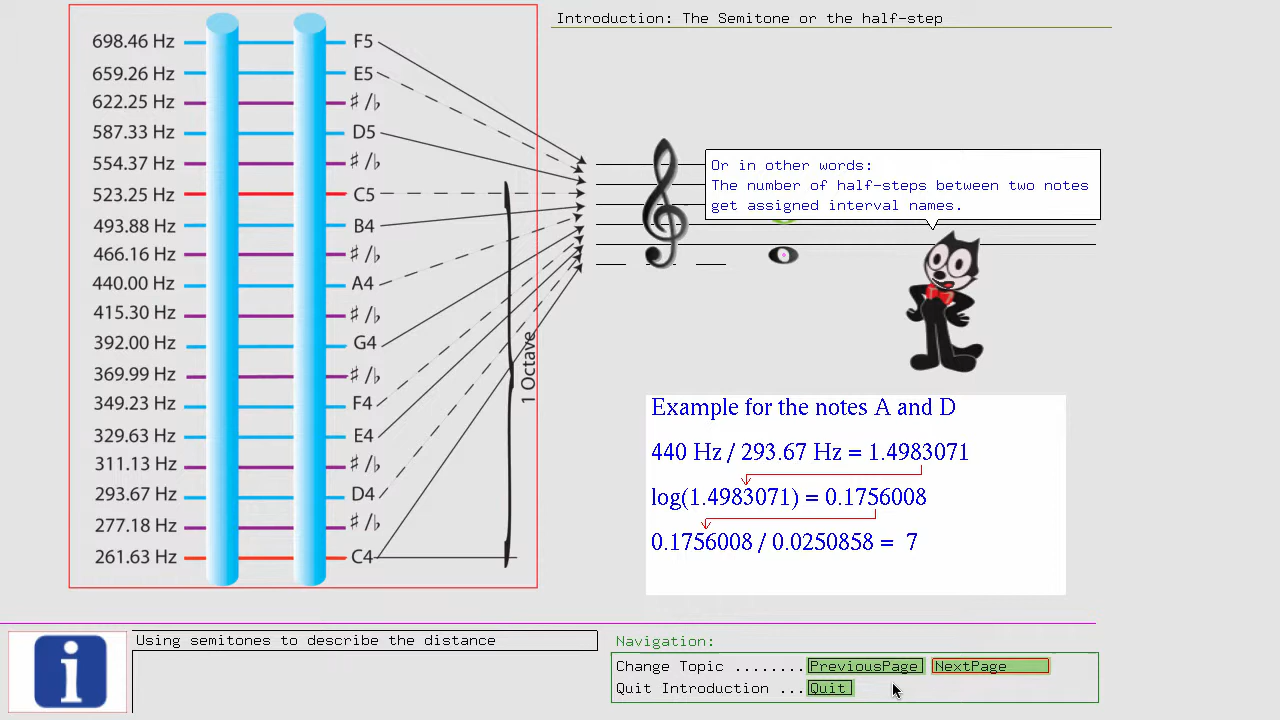 Introduction: The Semitone or the half-step
698.46 Hz F5
659.26 Hz E5
622.25 Hz ♯/♭
587.33 Hz D5
554.37 Hz ♯/♭
523.25 Hz C5
493.88 Hz B4
466.16 Hz ♯/♭
440.00 Hz A4
415.30 Hz ♯/♭
392.00 Hz G4
369.99 Hz ♯/♭
349.23 Hz F4
329.63 Hz E4
311.13 Hz ♯/♭
293.67 Hz D4
277.18 Hz ♯/♭
261.63 Hz C4
1 Octave
Or in other words:
The number of half-steps between two notes
get assigned interval names.
Example for the notes A and D
440 Hz / 293.67 Hz = 1.4983071
log(1.4983071) = 0.1756008
0.1756008 / 0.0250858 = 7
i
Using semitones to describe the distance
Navigation:
Change Topic ........ PreviousPage NextPage
Quit Introduction ... Quit